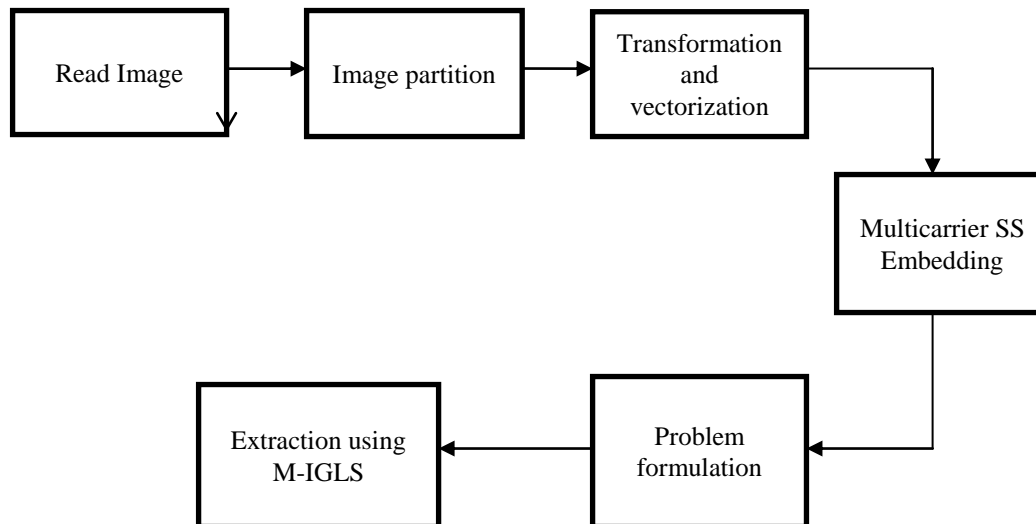 Read Image
Image partition
Transformation
and
vectorization
Multicarrier SS
Embedding
Problem
formulation
Extraction using
M-IGLS